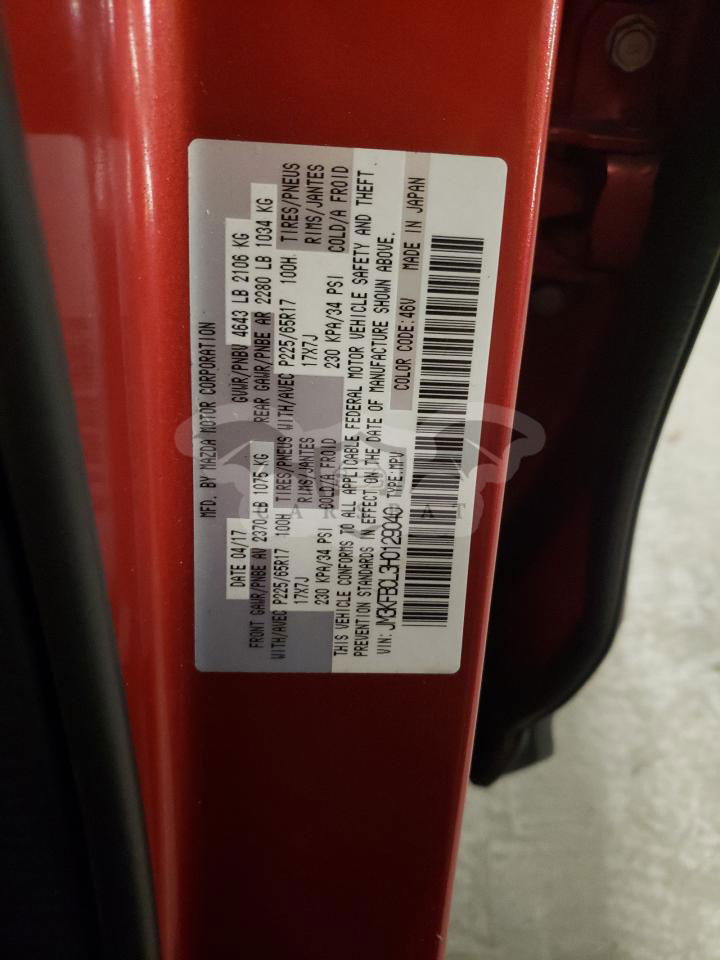 MFD. BY MAZDA MOTOR CORPORATION
DATE 04/17 GVWR/PNBV 4643 LB 2106 KG
FRONT GAWR/PNBE AV 2370 LB 1075 KG REAR GAWR/PNBE AR 2280 LB 1034 KG
WITH/AVEC P225/65R17 100H TIRES/PNEUS WITH/AVEC P225/65R17 100H. TIRES/PNEUS
17X7J RIMS/JANTES 17X7J RIMS/JANTES
230 KPA/34 PSI COLD/A FROID 230 KPA/34 PSI COLD/A FROID
THIS VEHICLE CONFORMS TO ALL APPLICABLE FEDERAL MOTOR VEHICLE SAFETY AND THEFT
PREVENTION STANDARDS IN EFFECT ON THE DATE OF MANUFACTURE SHOWN ABOVE.
VIN: JM3KFBCL3H0129040 TYPE:MPV COLOR CODE:46V MADE IN JAPAN